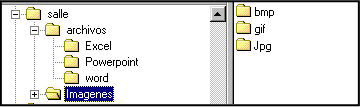 salle
archivos
Excel
Powerpoint
word
Imagenes
bmp
gif
Jpg